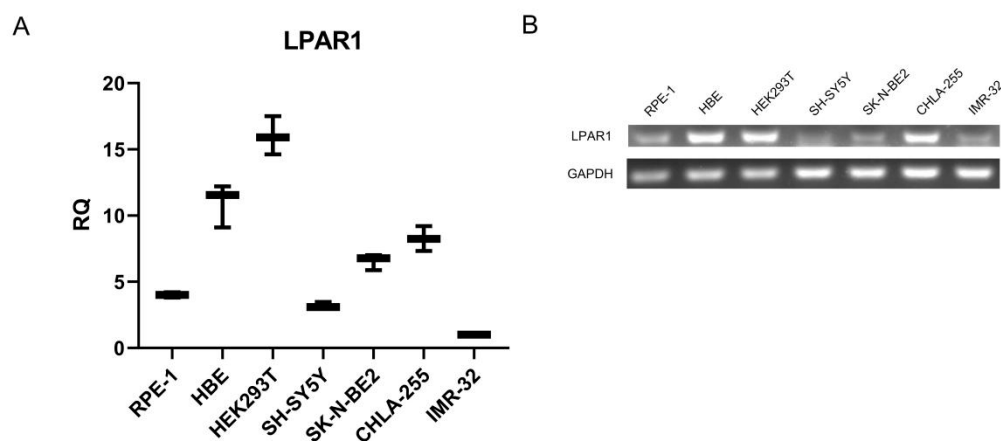 A
LPAR1
RQ
20
15
10
5
0
RPE-1
HBE
HEK293T
SH-SY5Y
SK-N-BE2
CHLA-255
IMR-32
B
RPE-1
HBE
HEK293T
SH-SY5Y
SK-N-BE2
CHLA-255
IMR-32
LPAR1
GAPDH